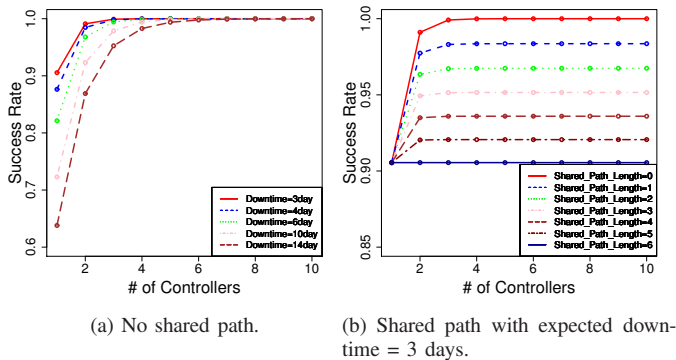 1.0
0.9
0.8
0.7
0.6
Success Rate
Downtime=3day
Downtime=4day
Downtime=6day
Downtime=10day
Downtime=14day
2 4 6 8 10
# of Controllers
(a) No shared path.
1.00
0.95
0.90
0.85
Success Rate
Shared_Path_Length=0
Shared_Path_Length=1
Shared_Path_Length=2
Shared_Path_Length=3
Shared_Path_Length=4
Shared_Path_Length=5
Shared_Path_Length=6
2 4 6 8 10
# of Controllers
(b) Shared path with expected down-
time = 3 days.